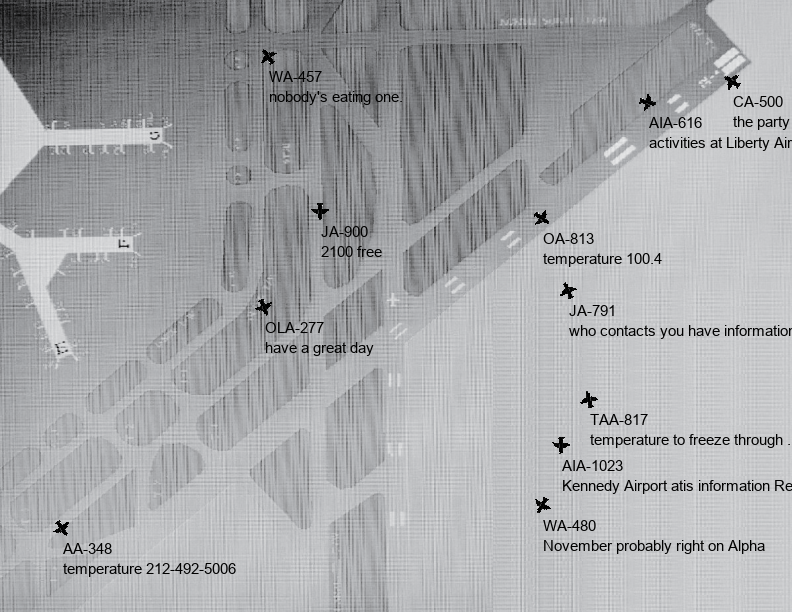 WA-457
nobody's eating one.
CA-500
the party
AIA-616
activities at Liberty Air
JA-900
2100 free
OA-813
temperature 100.4
JA-791
who contacts you have information
OLA-277
have a great day
TAA-817
temperature to freeze through .
AIA-1023
Kennedy Airport atis information Re
WA-480
November probably right on Alpha
AA-348
temperature 212-492-5006